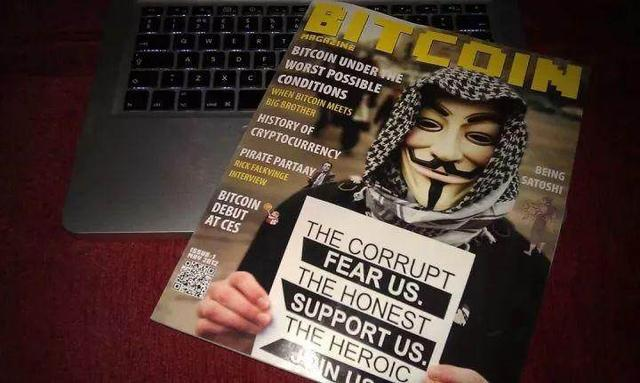 BITCOIN
MAGAZINE
BITCOIN UNDER THE
WORST POSSIBLE
CONDITIONS
WHEN BITCOIN MEETS
BIG BROTHER
HISTORY OF
CRYPTOCURRENCY
PIRATE PARTAAY
RICK FALKVINGE
INTERVIEW
BITCOIN
DEBUT
AT CES
ISSUE:1
MAY 2012
BEING
SATOSHI
THE CORRUPT
FEAR US.
THE HONEST
SUPPORT US.
THE HEROIC
JOIN US